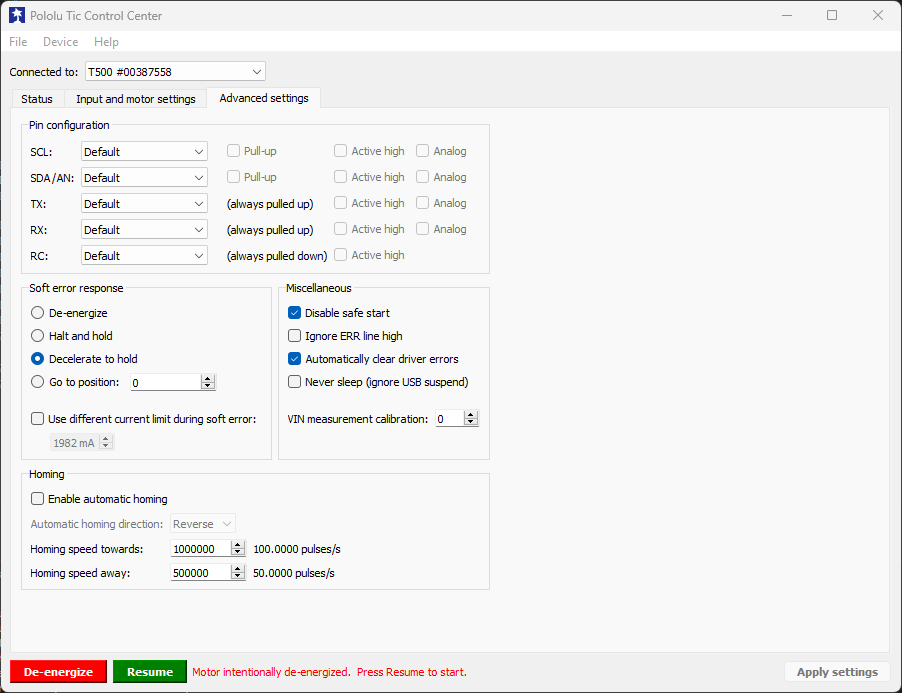 Pololu Tic Control Center
File Device Help
Connected to: T500 #00387558
Status Input and motor settings Advanced settings
Pin configuration
SCL: Default Pull-up Active high Analog
SDA/AN: Default Pull-up Active high Analog
TX: Default (always pulled up) Active high Analog
RX: Default (always pulled up) Active high Analog
RC: Default (always pulled down) Active high
Soft error response
De-energize
Halt and hold
Decelerate to hold
Go to position: 0
Use different current limit during soft error:
1982 mA
Miscellaneous
Disable safe start
Ignore ERR line high
Automatically clear driver errors
Never sleep (ignore USB suspend)
VIN measurement calibration: 0
Homing
Enable automatic homing
Automatic homing direction: Reverse
Homing speed towards: 1000000 100.0000 pulses/s
Homing speed away: 500000 50.0000 pulses/s
De-energize Resume Motor intentionally de-energized. Press Resume to start. Apply settings